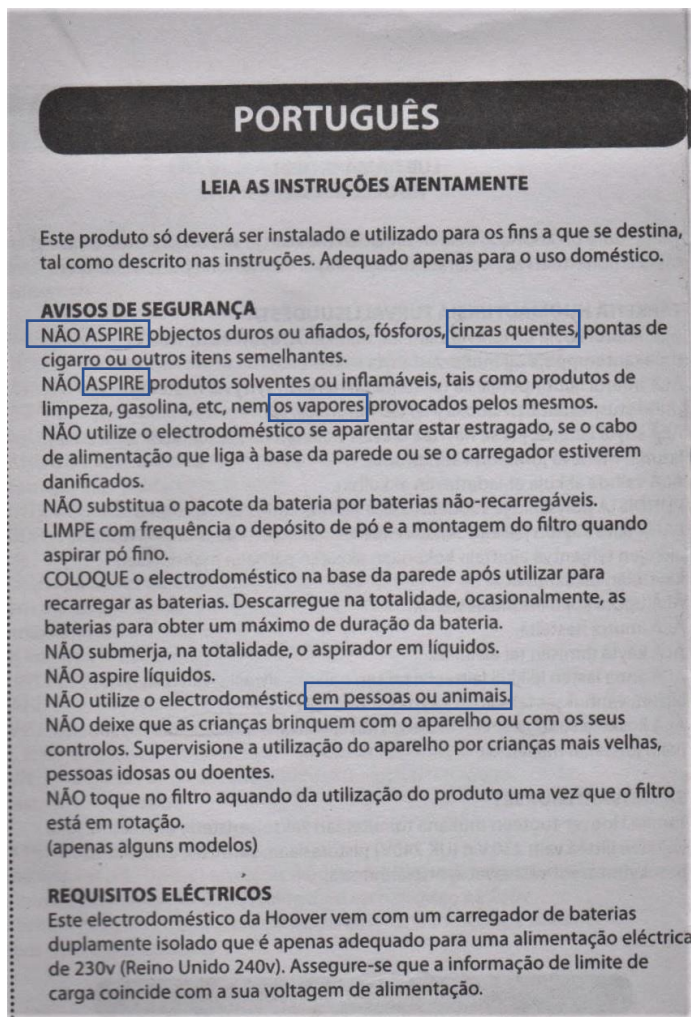 PORTUGUÊS
LEIA AS INSTRUÇÕES ATENTAMENTE
Este produto só deverá ser instalado e utilizado para os fins a que se destina,
tal como descrito nas instruções. Adequado apenas para o uso doméstico.
AVISOS DE SEGURANÇA
NÃO ASPIRE objectos duros ou afiados, fósforos, cinzas quentes, pontas de
cigarro ou outros itens semelhantes.
NÃO ASPIRE produtos solventes ou inflamáveis, tais como produtos de
limpeza, gasolina, etc, nem os vapores provocados pelos mesmos.
NÃO utilize o electrodoméstico se aparentar estar estragado, se o cabo
de alimentação que liga à base da parede ou se o carregador estiverem
danificados.
NÃO substitua o pacote da bateria por baterias não-recarregáveis.
LIMPE com frequência o depósito de pó e a montagem do filtro quando
aspirar pó fino.
COLOQUE o electrodoméstico na base da parede após utilizar para
recarregar as baterias. Descarregue na totalidade, ocasionalmente, as
baterias para obter um máximo de duração da bateria.
NÃO submerja, na totalidade, o aspirador em líquidos.
NÃO aspire líquidos.
NÃO utilize o electrodoméstico em pessoas ou animais.
NÃO deixe que as crianças brinquem com o aparelho ou com os seus
controlos. Supervisione a utilização do aparelho por crianças mais velhas,
pessoas idosas ou doentes.
NÃO toque no filtro aquando da utilização do produto uma vez que o filtro
está em rotação.
(apenas alguns modelos)
REQUISITOS ELÉCTRICOS
Este electrodoméstico da Hoover vem com um carregador de baterias
duplamente isolado que é apenas adequado para uma alimentação eléctrica
de 230v (Reino Unido 240v). Assegure-se que a informação de limite de
carga coincide com a sua voltagem de alimentação.